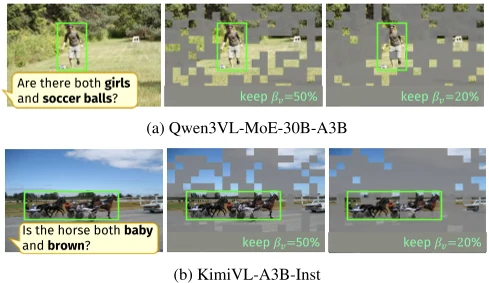 Are there both girls
and soccer balls?
keep βᵥ=50%
keep βᵥ=20%
(a) Qwen3VL-MoE-30B-A3B
Is the horse both baby
and brown?
keep βᵥ=50%
keep βᵥ=20%
(b) KimiVL-A3B-Inst